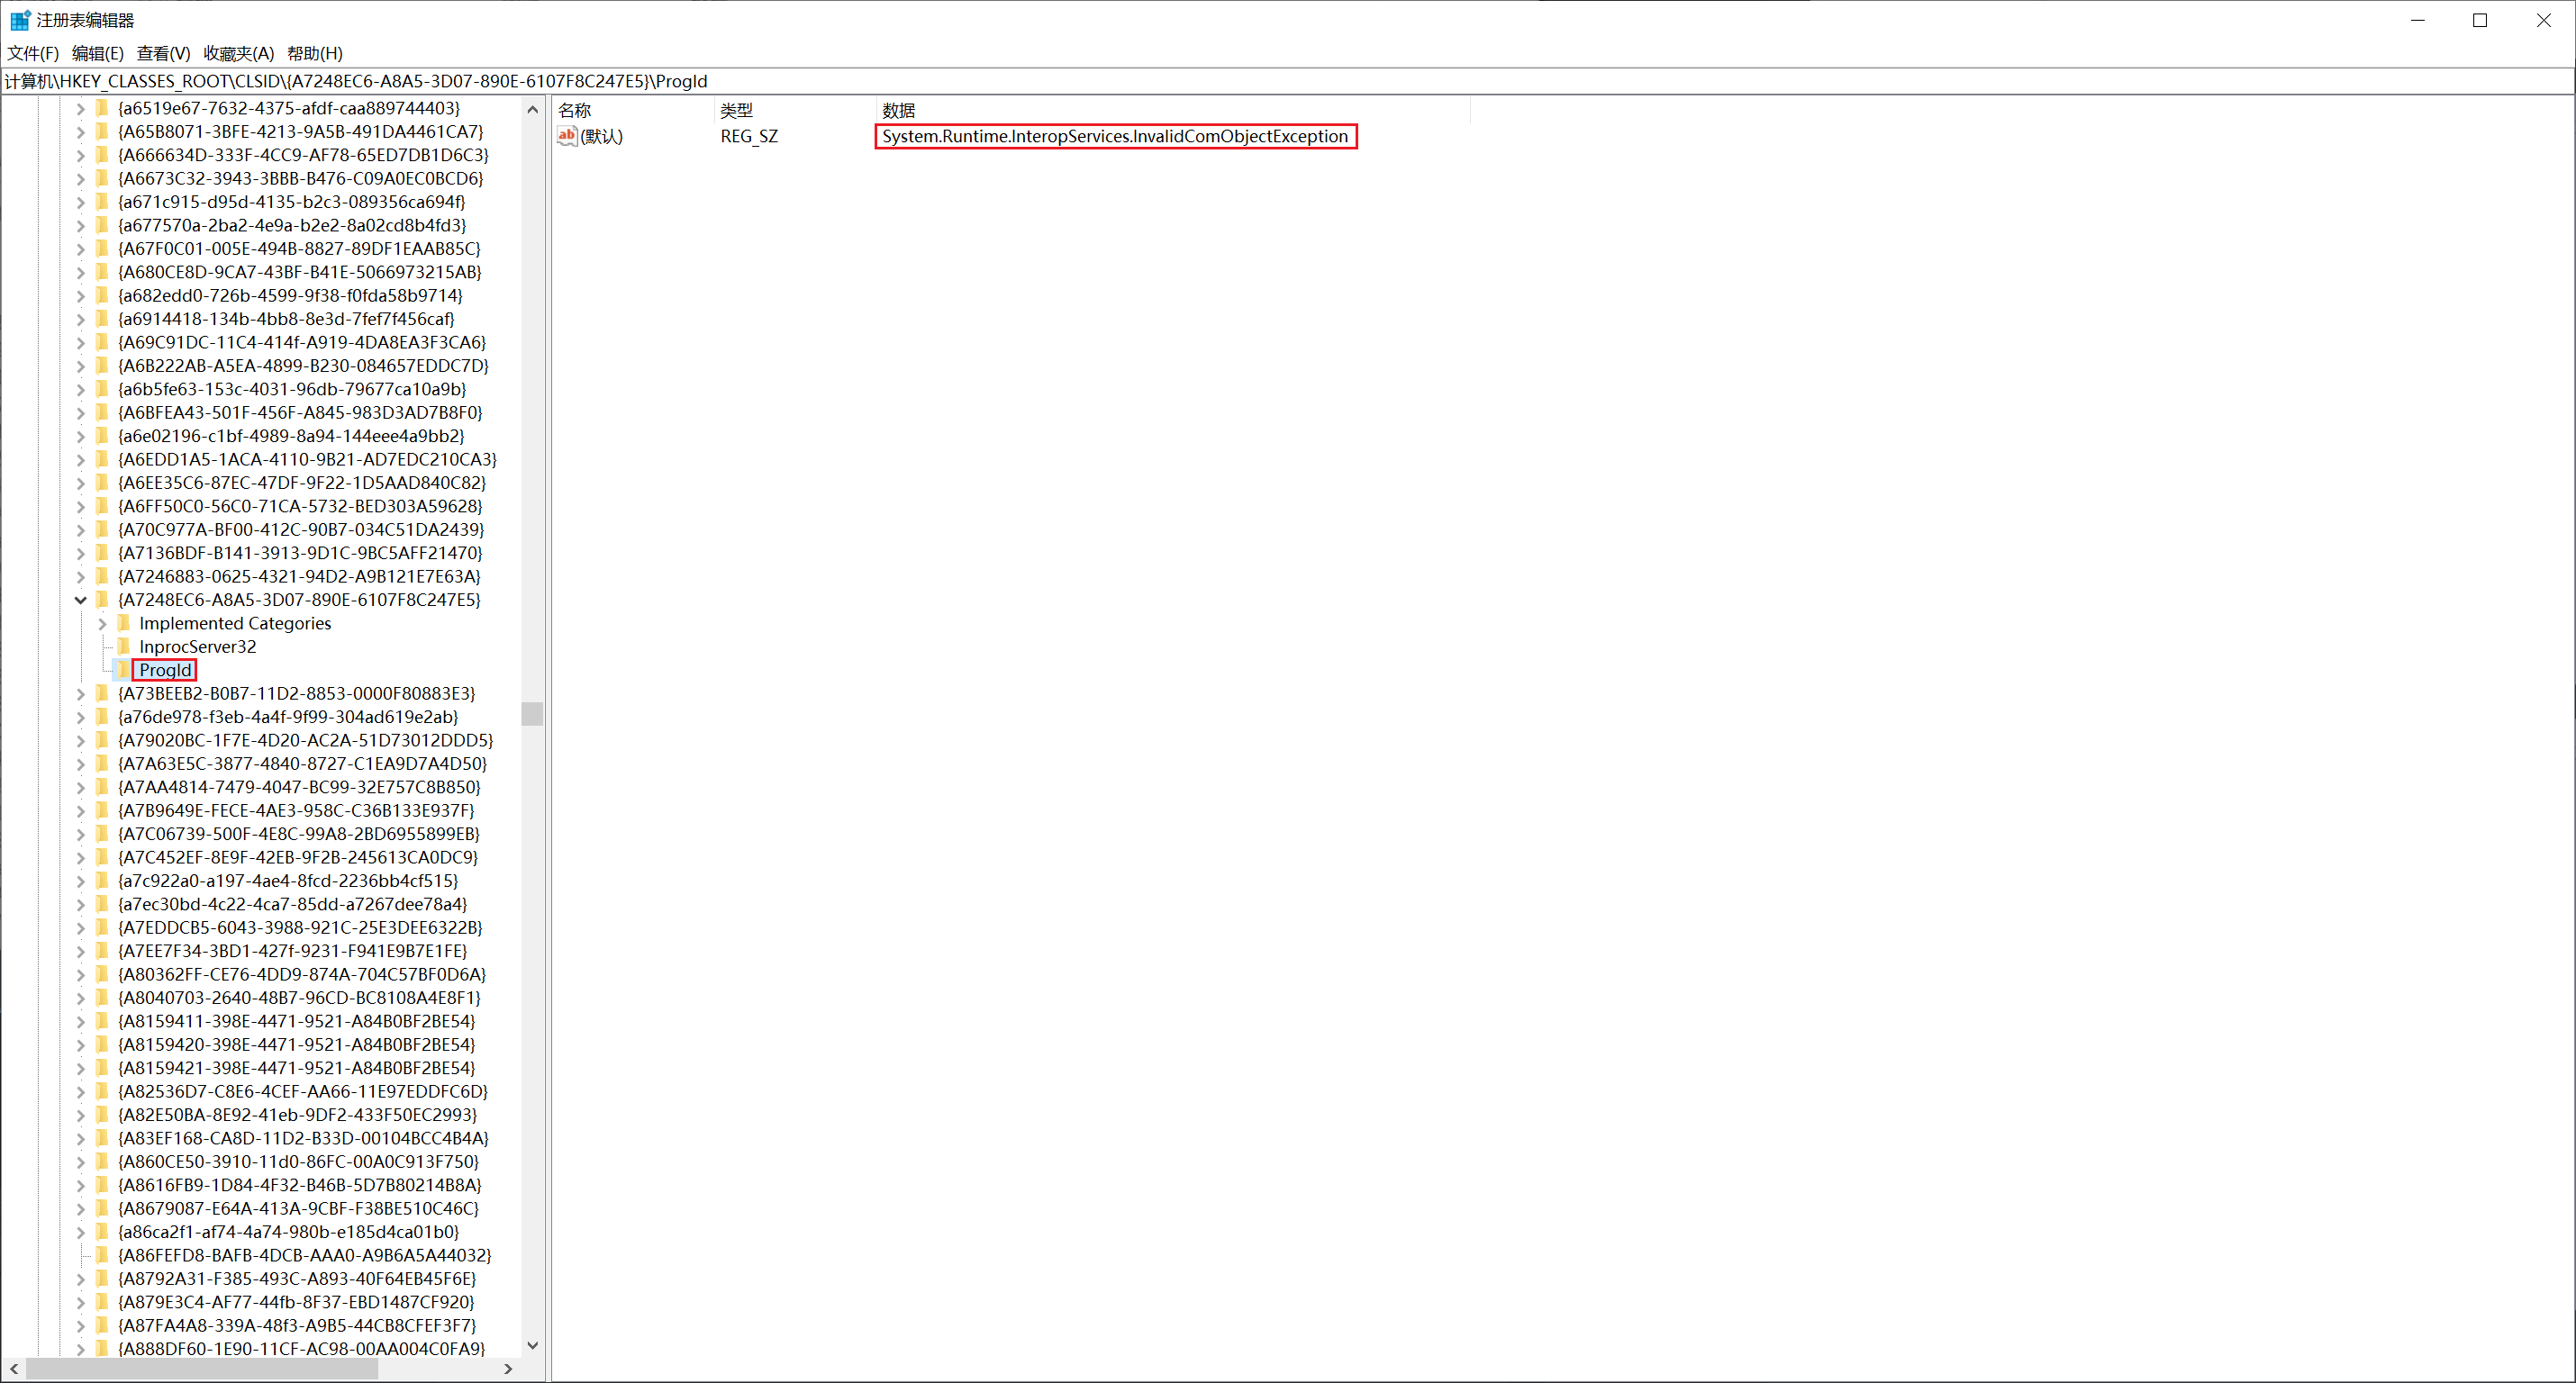 注册表编辑器
文件(F) 编辑(E) 查看(V) 收藏夹(A) 帮助(H)
计算机\HKEY_CLASSES_ROOT\CLSID\{A7248EC6-A8A5-3D07-890E-6107F8C247E5}\ProgId
{a6519e67-7632-4375-afdf-caa889744403}
{A65B8071-3BFE-4213-9A5B-491DA4461CA7}
{A666634D-333F-4CC9-AF78-65ED7DB1D6C3}
{A6673C32-3943-3BBB-B476-C09A0EC0BCD6}
{a671c915-d95d-4135-b2c3-089356ca694f}
{a677570a-2ba2-4e9a-b2e2-8a02cd8b4fd3}
{A67F0C01-005E-494B-8827-89DF1EAAB85C}
{A680CE8D-9CA7-43BF-B41E-5066973215AB}
{a682edd0-726b-4599-9f38-f0fda58b9714}
{a6914418-134b-4bb8-8e3d-7fef7f456caf}
{A69C91DC-11C4-414f-A919-4DA8EA3F3CA6}
{A6B222AB-A5EA-4899-B230-084657EDDC7D}
{a6b5fe63-153c-4031-96db-79677ca10a9b}
{A6BFEA43-501F-456F-A845-983D3AD7B8F0}
{a6e02196-c1bf-4989-8a94-144eee4a9bb2}
{A6EDD1A5-1ACA-4110-9B21-AD7EDC210CA3}
{A6EE35C6-87EC-47DF-9F22-1D5AAD840C82}
{A6FF50C0-56C0-71CA-5732-BED303A59628}
{A70C977A-BF00-412C-90B7-034C51DA2439}
{A7136BDF-B141-3913-9D1C-9BC5AFF21470}
{A7246883-0625-4321-94D2-A9B121E7E63A}
{A7248EC6-A8A5-3D07-890E-6107F8C247E5}
Implemented Categories
InprocServer32
ProgId
{A73BEEB2-B0B7-11D2-8853-0000F80883E3}
{a76de978-f3eb-4a4f-9f99-304ad619e2ab}
{A79020BC-1F7E-4D20-AC2A-51D73012DDD5}
{A7A63E5C-3877-4840-8727-C1EA9D7A4D50}
{A7AA4814-7479-4047-BC99-32E757C8B850}
{A7B9649E-FECE-4AE3-958C-C36B133E937F}
{A7C06739-500F-4E8C-99A8-2BD6955899EB}
{A7C452EF-8E9F-42EB-9F2B-245613CA0DC9}
{a7c922a0-a197-4ae4-8fcd-2236bb4cf515}
{a7ec30bd-4c22-4ca7-85dd-a7267dee78a4}
{A7EDDCB5-6043-3988-921C-25E3DEE6322B}
{A7EE7F34-3BD1-427f-9231-F941E9B7E1FE}
{A80362FF-CE76-4DD9-874A-704C57BF0D6A}
{A8040703-2640-48B7-96CD-BC8108A4E8F1}
{A8159411-398E-4471-9521-A84B0BF2BE54}
{A8159420-398E-4471-9521-A84B0BF2BE54}
{A8159421-398E-4471-9521-A84B0BF2BE54}
{A82536D7-C8E6-4CEF-AA66-11E97EDDFC6D}
{A82E50BA-8E92-41eb-9DF2-433F50EC2993}
{A83EF168-CA8D-11D2-B33D-00104BCC4B4A}
{A860CE50-3910-11d0-86FC-00A0C913F750}
{A8616FB9-1D84-4F32-B46B-5D7B80214B8A}
{A8679087-E64A-413A-9CBF-F38BE510C46C}
{a86ca2f1-af74-4a74-980b-e185d4ca01b0}
{A86FEFD8-BAFB-4DCB-AAA0-A9B6A5A44032}
{A8792A31-F385-493C-A893-40F64EB45F6E}
{A879E3C4-AF77-44fb-8F37-EBD1487CF920}
{A87FA4A8-339A-48f3-A9B5-44CB8CFEF3F7}
{A888DF60-1E90-11CF-AC98-00AA004C0FA9}
名称 类型 数据
ab (默认) REG_SZ System.Runtime.InteropServices.InvalidComObjectException